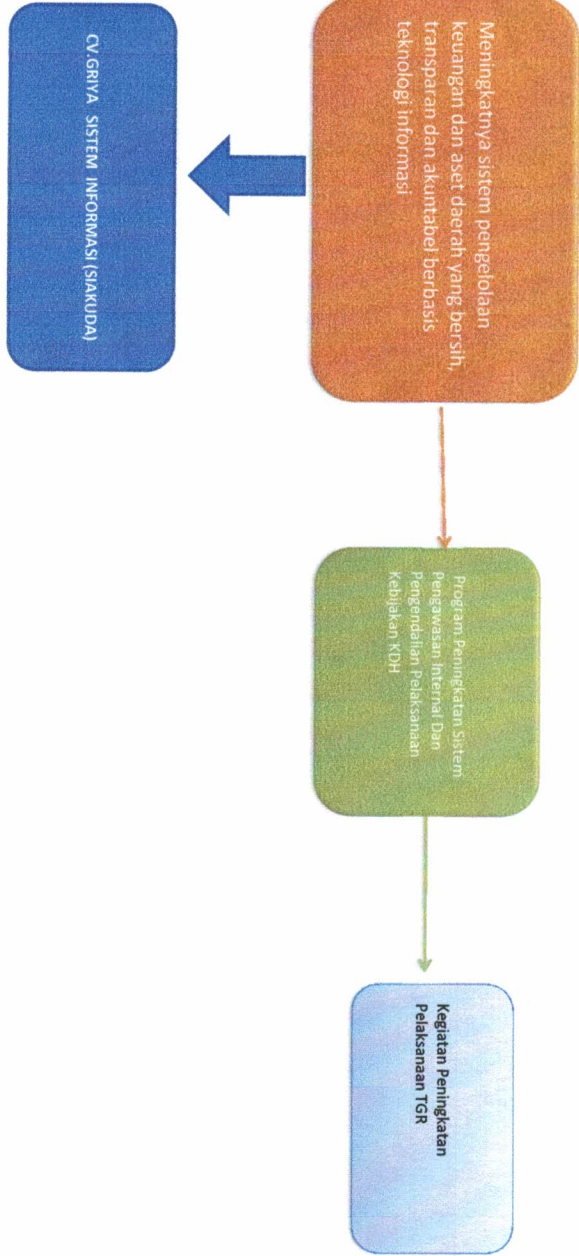 Meningkatnya sistem pengelolaan
keuangan dan aset daerah yang bersih,
transparan dan akuntabel berbasis
teknologi informasi
Program Peningkatan Sistem
Pengawasan Internal Dan
Pengendalian Pelaksanaan
Kebijakan KDH
Kegiatan Peningkatan
Pelaksanaan TGR
CV.GRIYA SISTEM INFORMASI (SIAKUDA)